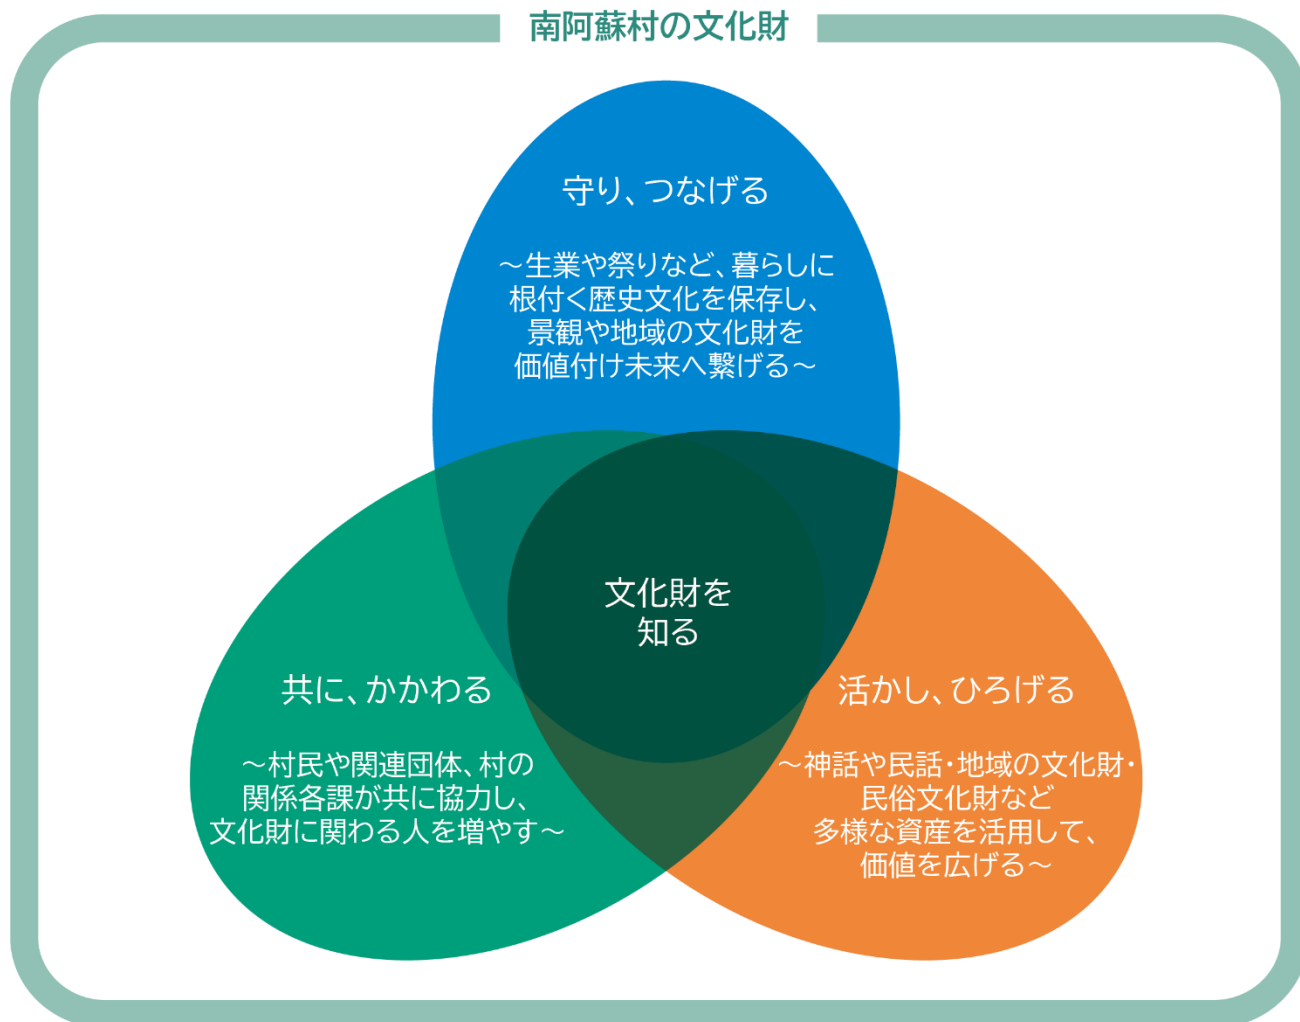 南阿蘇村の文化財
守り、つなげる
～生業や祭りなど、暮らしに
根付く歴史文化を保存し、
景観や地域の文化財を
価値付け未来へ繋げる～
文化財を
知る
共に、かかわる
～村民や関連団体、村の
関係各課が共に協力し、
文化財に関わる人を増やす～
活かし、ひろげる
～神話や民話・地域の文化財・
民俗文化財など
多様な資産を活用して、
価値を広げる～